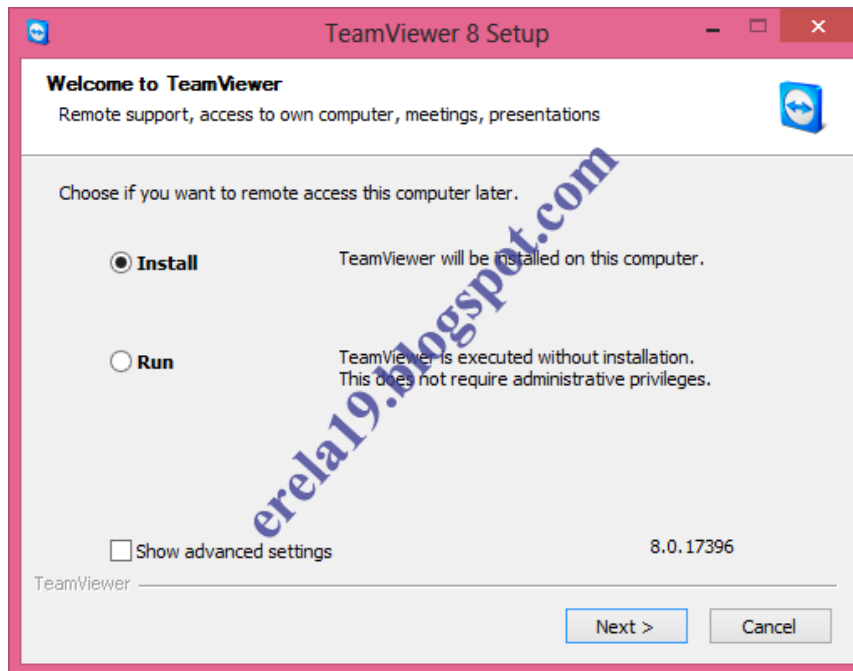 TeamViewer 8 Setup
Welcome to TeamViewer
Remote support, access to own computer, meetings, presentations
Choose if you want to remote access this computer later.
Install
TeamViewer will be installed on this computer.
Run
TeamViewer is executed without installation.
This does not require administrative privileges.
erela19.blogspot.com
Show advanced settings
8.0.17396
TeamViewer
Next >
Cancel